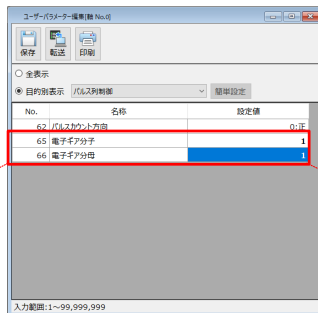 ユーザーパラメーター編集[軸 No.0]
保存 転送 印刷
全表示
目的別表示 パルス列制御 簡単設定
No. 名称 設定値
62 パルスカウント方向 0:正
65 電子ギア分子 1
66 電子ギア分母 1
入力範囲:1～99,999,999